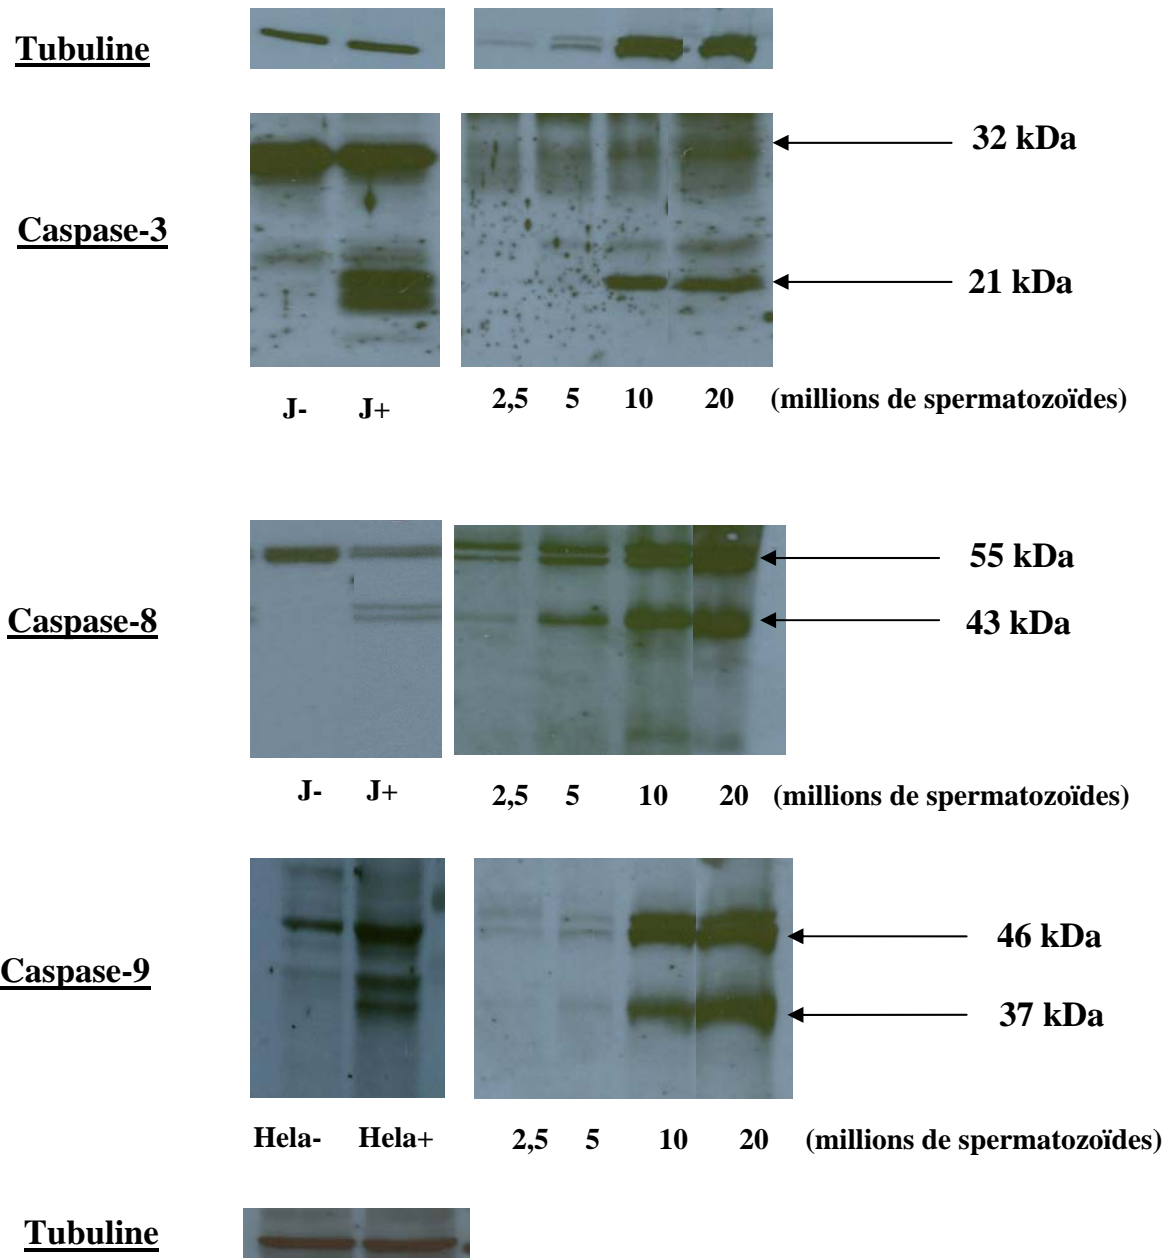 Tubuline
32 kDa
Caspase-3
21 kDa
J- J+ 2,5 5 10 20 (millions de spermatozoïdes)
55 kDa
Caspase-8
43 kDa
J- J+ 2,5 5 10 20 (millions de spermatozoïdes)
46 kDa
Caspase-9
37 kDa
Hela- Hela+ 2,5 5 10 20 (millions de spermatozoïdes)
Tubuline